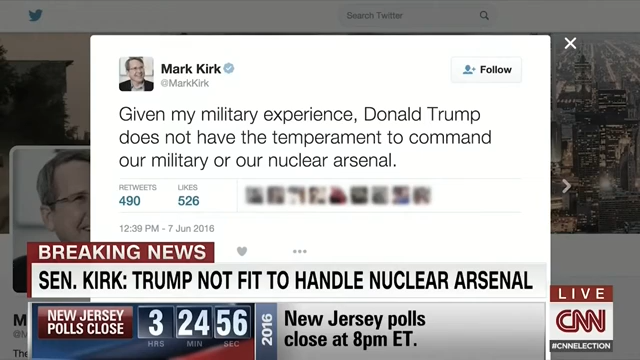 Search Twitter
Mark Kirk
@MarkKirk
Follow
Given my military experience, Donald Trump
does not have the temperament to command
our military or our nuclear arsenal.
RETWEETS LIKES
490 526
12:39 PM - 7 Jun 2016
BREAKING NEWS
SEN. KIRK: TRUMP NOT FIT TO HANDLE NUCLEAR ARSENAL
LIVE
CNN
#CNNELECTION
NEW JERSEY
POLLS CLOSE
3 24 56
HRS MIN SEC
2016
New Jersey polls
close at 8pm ET.
The